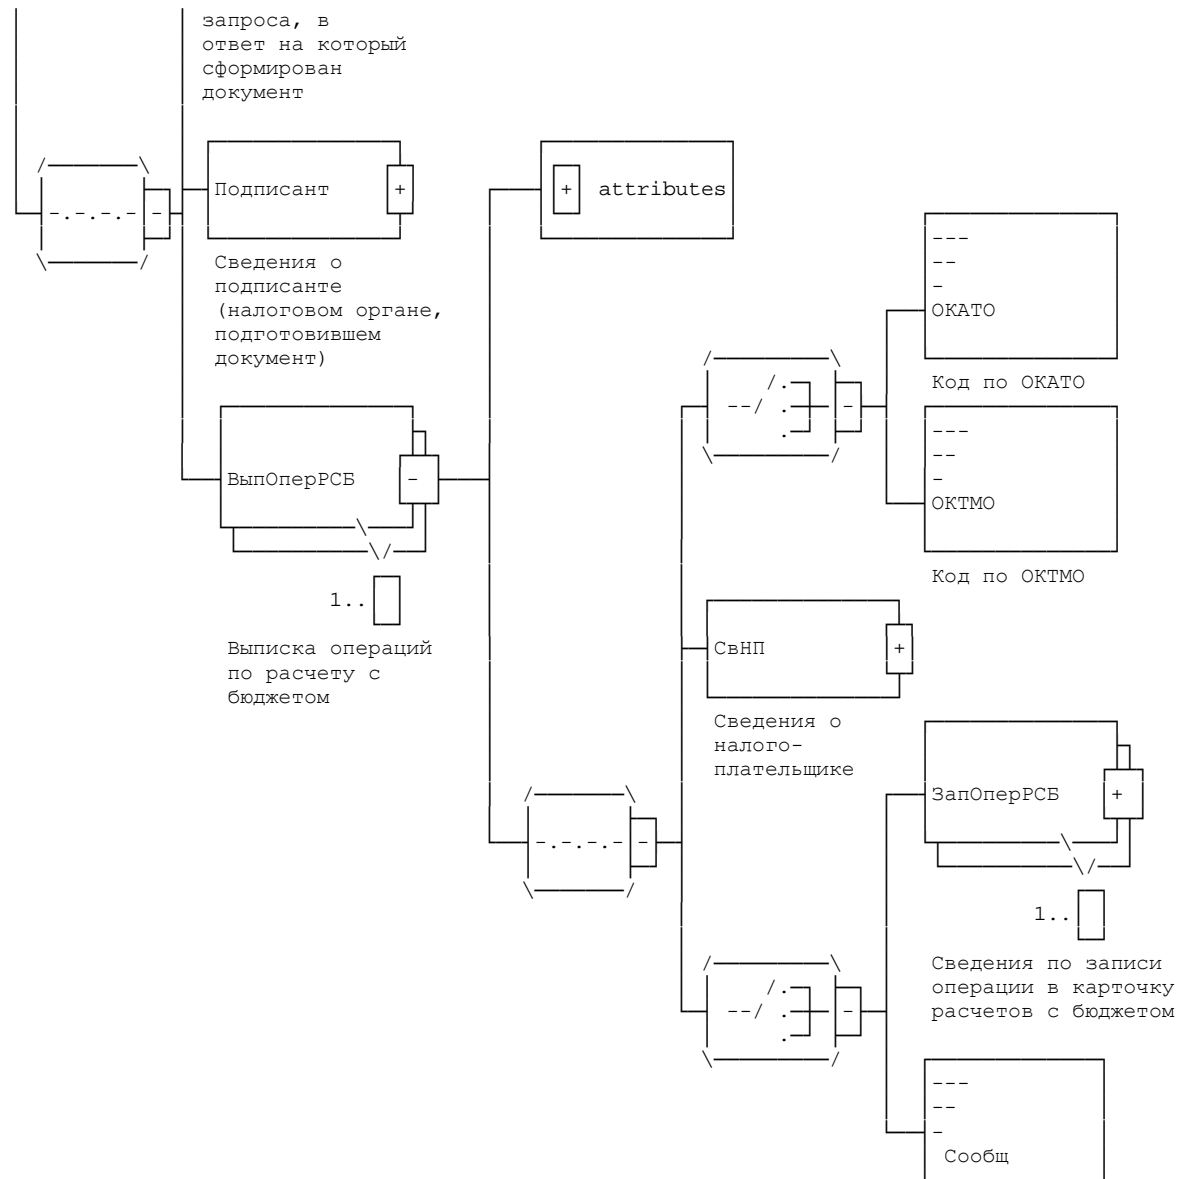 запроса, в
ответ на который
сформирован
документ
Подписант +
+ attributes
-.-.-.- -
Сведения о
подписанте
(налоговом органе,
подготовившем
документ)
---
--
-
ОКАТО
Код по ОКАТО
/.
--/ . -
.
---
--
-
ОКТМО
Код по ОКТМО
ВыпОперРСБ -
1..
Выписка операций
по расчету с
бюджетом
СвНП +
Сведения о
налого-
плательщике
-.-.-.- -
ЗапОперРСБ +
1..
Сведения по записи
операции в карточку
расчетов с бюджетом
/.
--/ . -
.
---
--
-
Сообщ